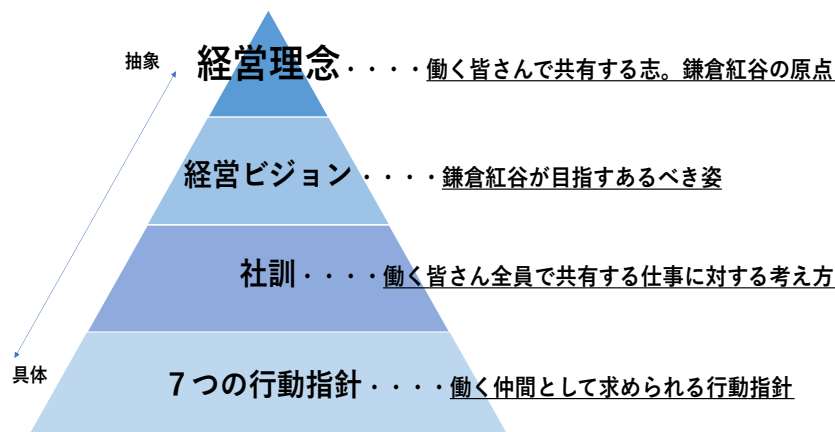 抽象
経営理念・・・・働く皆さんで共有する志。鎌倉紅谷の原点
経営ビジョン・・・・鎌倉紅谷が目指すあるべき姿
社訓・・・・働く皆さん全員で共有する仕事に対する考え方
具体
７つの行動指針・・・・働く仲間として求められる行動指針